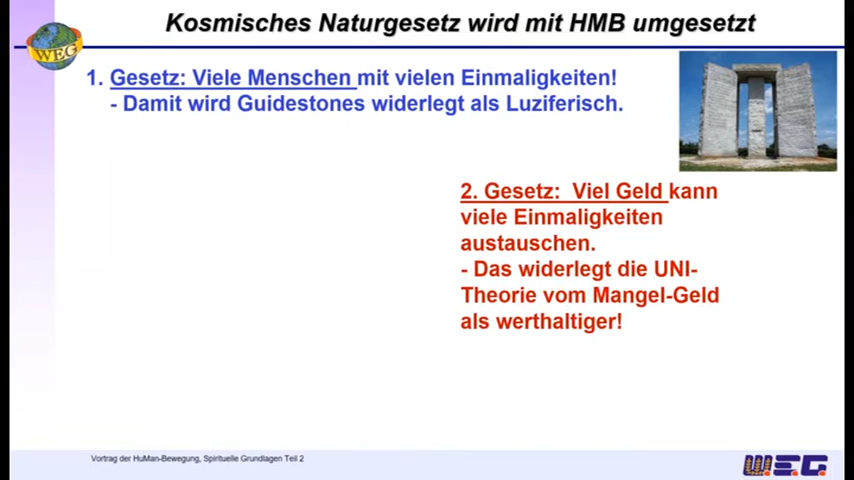 Kosmisches Naturgesetz wird mit HMB umgesetzt
WEG
1. Gesetz: Viele Menschen mit vielen Einmaligkeiten!
- Damit wird Guidestones widerlegt als Luziferisch.
2. Gesetz: Viel Geld kann
viele Einmaligkeiten
austauschen.
- Das widerlegt die UNI-
Theorie vom Mangel-Geld
als werthaltiger!
Vortrag der HuMan-Bewegung, Spirituelle Grundlagen Teil 2
W.E.G.